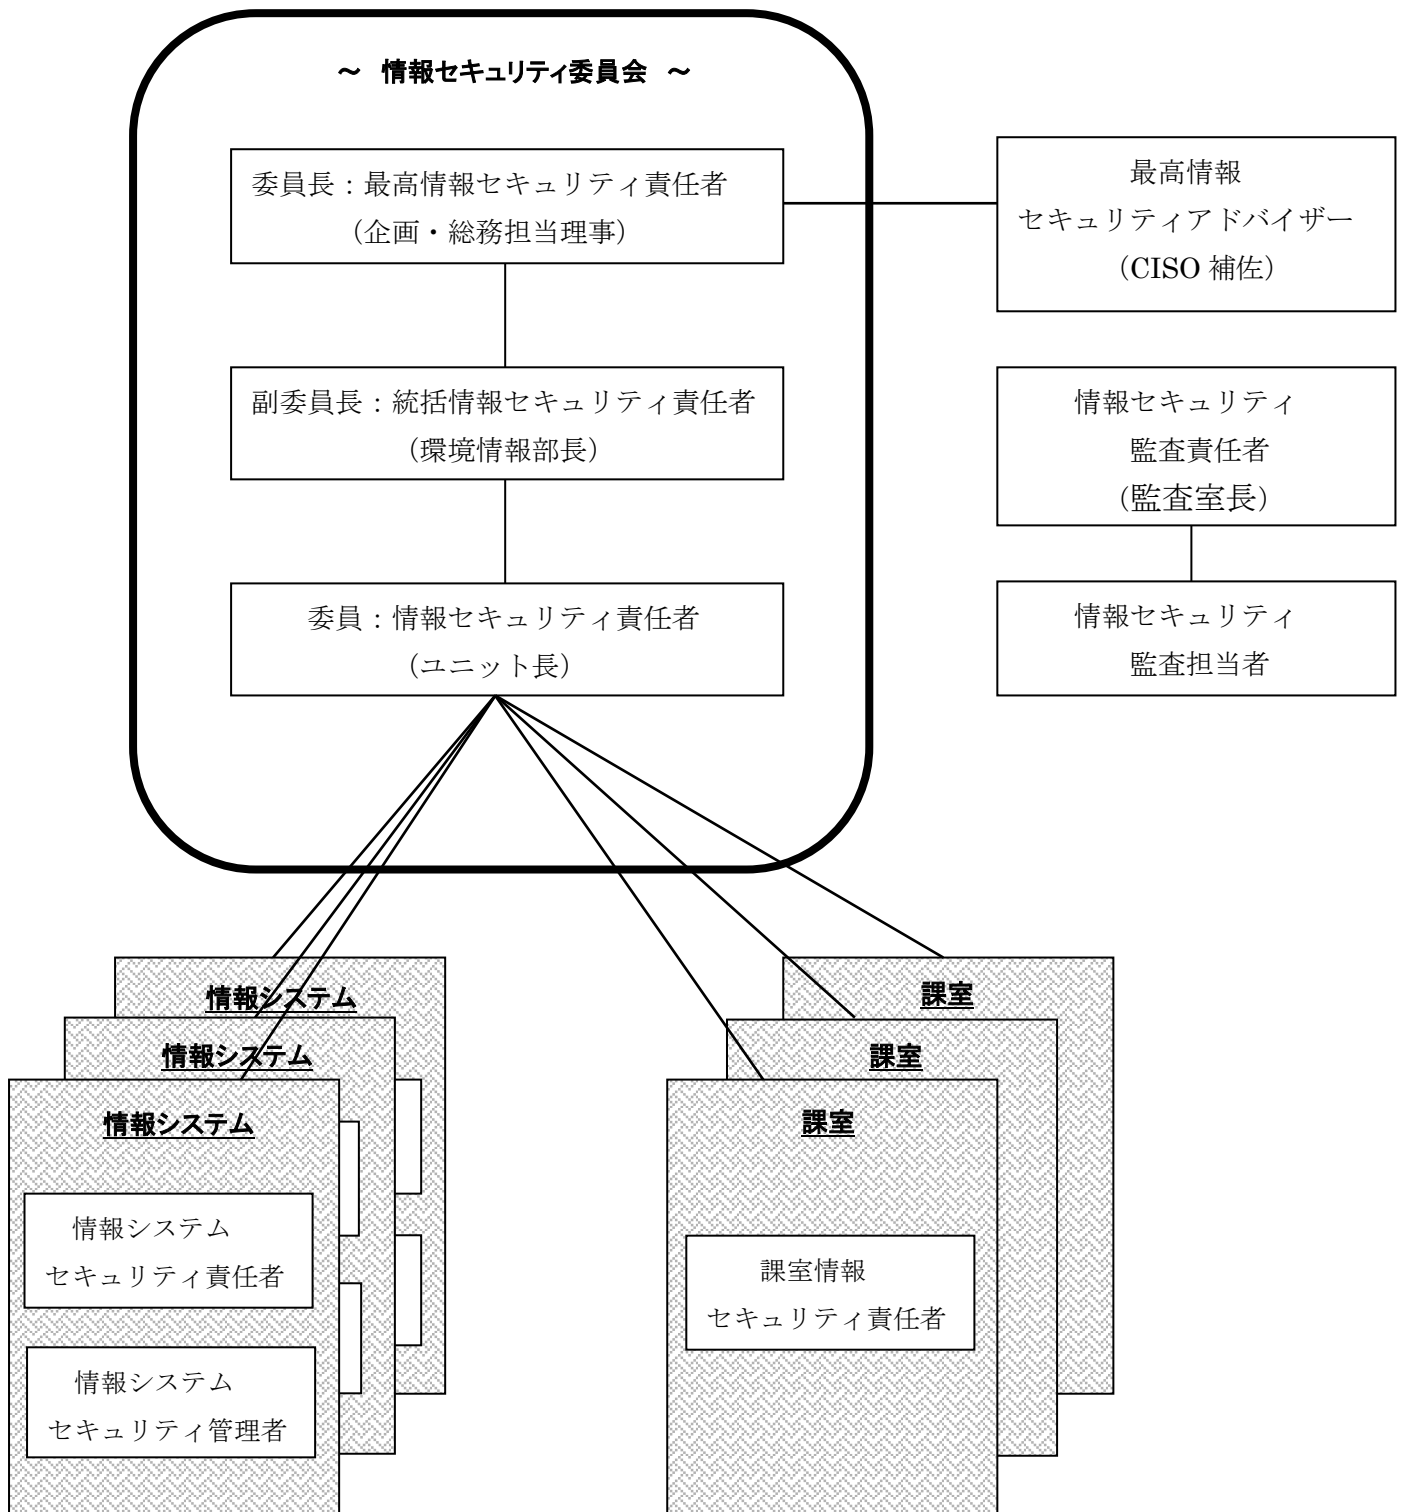 ～ 情報セキュリティ委員会 ～
委員長：最高情報セキュリティ責任者
（企画・総務担当理事）
最高情報
セキュリティアドバイザー
（CISO 補佐）
副委員長：統括情報セキュリティ責任者
（環境情報部長）
情報セキュリティ
監査責任者
（監査室長）
委員：情報セキュリティ責任者
（ユニット長）
情報セキュリティ
監査担当者
情報システム
情報システム
情報システム
情報システム
セキュリティ責任者
情報システム
セキュリティ管理者
課室
課室
課室
課室情報
セキュリティ責任者